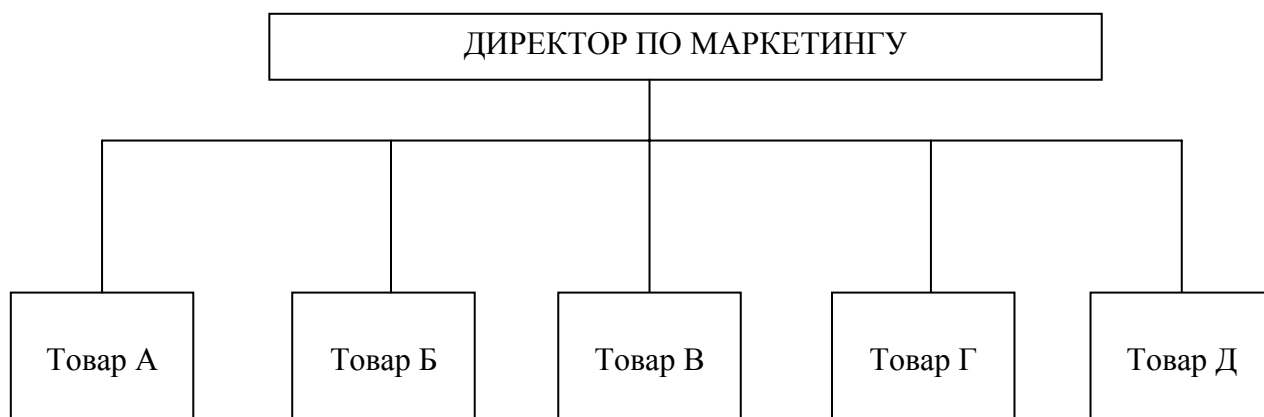 ДИРЕКТОР ПО МАРКЕТИНГУ
Товар А
Товар Б
Товар В
Товар Г
Товар Д